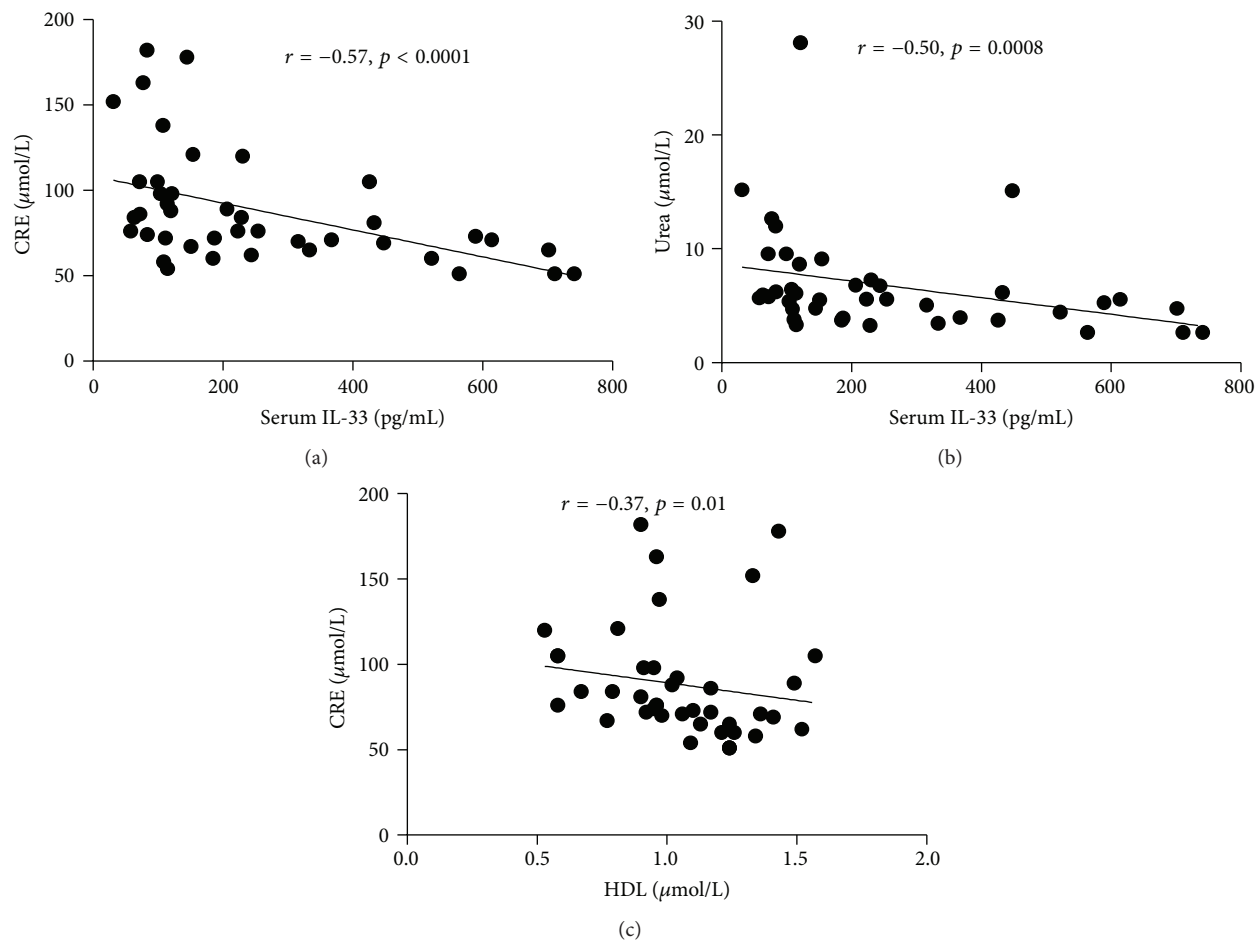 200
150
100
50
0
CRE (μmol/L)
r = −0.57, p < 0.0001
0 200 400 600 800
Serum IL-33 (pg/mL)
(a)
30
20
10
0
Urea (μmol/L)
r = −0.50, p = 0.0008
0 200 400 600 800
Serum IL-33 (pg/mL)
(b)
200
150
100
50
0
CRE (μmol/L)
r = −0.37, p = 0.01
0.0 0.5 1.0 1.5 2.0
HDL (μmol/L)
(c)